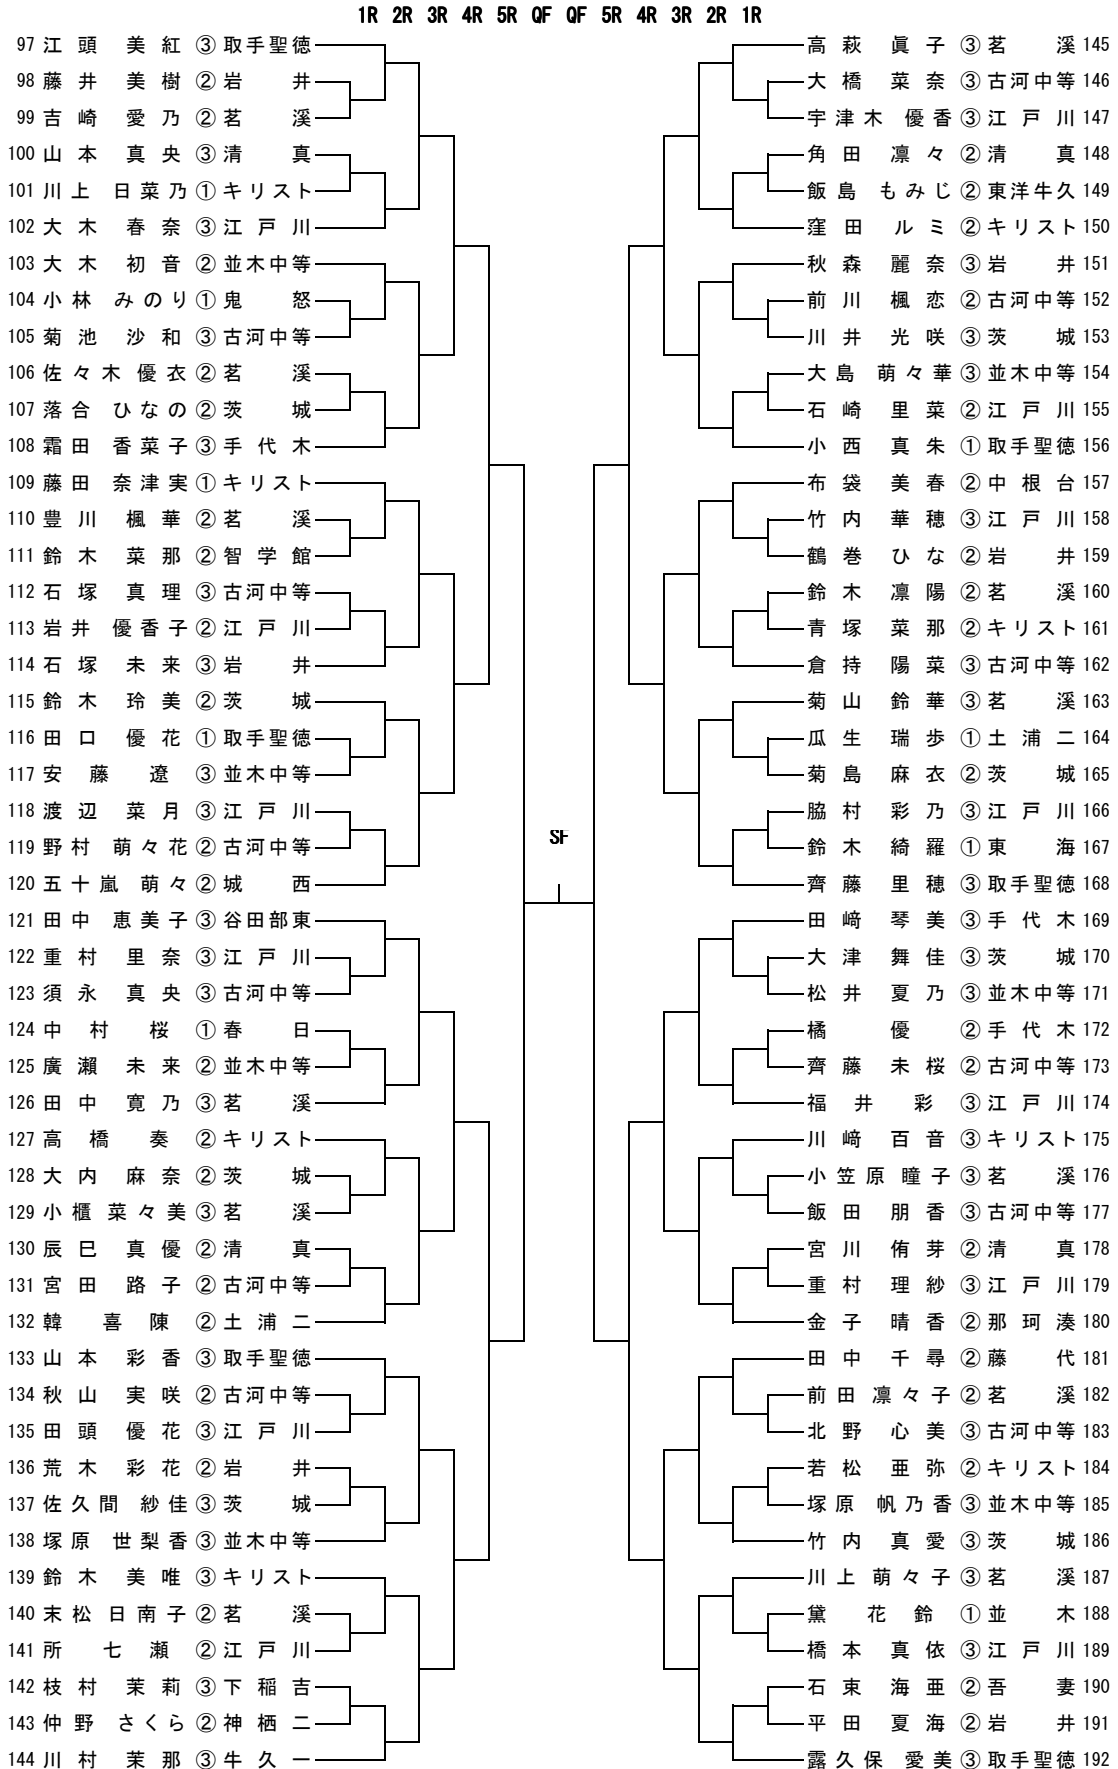 1R 2R 3R 4R 5R QF QF 5R 4R 3R 2R 1R
97 江頭 美紅 ③ 取手聖徳
98 藤井 美樹 ② 岩井
99 吉崎 愛乃 ② 茗溪
100 山本 真央 ③ 清真
101 川上 日菜乃 ① キリスト
102 大木 春奈 ③ 江戸川
103 大木 初音 ② 並木中等
104 小林 みのり ① 鬼怒
105 菊池 沙和 ③ 古河中等
106 佐々木 優衣 ② 茗溪
107 落合 ひなの ② 茨城
108 霜田 香菜子 ③ 手代木
109 藤田 奈津実 ① キリスト
110 豊川 楓華 ② 茗溪
111 鈴木 菜那 ② 智学館
112 石塚 真理 ③ 古河中等
113 岩井 優香子 ② 江戸川
114 石塚 未来 ③ 岩井
115 鈴木 玲美 ② 茨城
116 田口 優花 ① 取手聖徳
117 安藤 遼 ③ 並木中等
118 渡辺 菜月 ③ 江戸川
119 野村 萌々花 ② 古河中等
120 五十嵐 萌々 ② 城西
121 田中 恵美子 ③ 谷田部東
122 重村 里奈 ③ 江戸川
123 須永 真央 ③ 古河中等
124 中村 桜 ① 春日
125 廣瀬 未来 ② 並木中等
126 田中 寛乃 ③ 茗溪
127 高橋 奏 ② キリスト
128 大内 麻奈 ② 茨城
129 小櫃 菜々美 ③ 茗溪
130 辰巳 真優 ② 清真
131 宮田 路子 ② 古河中等
132 韓 喜陳 ② 土浦二
133 山本 彩香 ③ 取手聖徳
134 秋山 実咲 ② 古河中等
135 田頭 優花 ③ 江戸川
136 荒木 彩花 ② 岩井
137 佐久間 紗佳 ③ 茨城
138 塚原 世梨香 ③ 並木中等
139 鈴木 美唯 ③ キリスト
140 末松 日南子 ② 茗溪
141 所 七瀬 ② 江戸川
142 枝村 茉莉 ③ 下稲吉
143 仲野 さくら ② 神栖二
144 川村 茉那 ③ 牛久一
SF
高萩 眞子 ③ 茗溪 145
大橋 菜奈 ③ 古河中等 146
宇津木 優香 ③ 江戸川 147
角田 凛々 ② 清真 148
飯島 もみじ ② 東洋牛久 149
窪田 ルミ ② キリスト 150
秋森 麗奈 ③ 岩井 151
前川 楓恋 ② 古河中等 152
川井 光咲 ③ 茨城 153
大島 萌々華 ③ 並木中等 154
石崎 里菜 ② 江戸川 155
小西 真朱 ① 取手聖徳 156
布袋 美春 ② 中根台 157
竹内 華穂 ③ 江戸川 158
鶴巻 ひな ② 岩井 159
鈴木 凛陽 ② 茗溪 160
青塚 菜那 ② キリスト 161
倉持 陽菜 ③ 古河中等 162
菊山 鈴華 ③ 茗溪 163
瓜生 瑞歩 ① 土浦二 164
菊島 麻衣 ② 茨城 165
脇村 彩乃 ③ 江戸川 166
鈴木 綺羅 ① 東海 167
齊藤 里穂 ③ 取手聖徳 168
田﨑 琴美 ③ 手代木 169
大津 舞佳 ③ 茨城 170
松井 夏乃 ③ 並木中等 171
橘 優 ② 手代木 172
齊藤 未桜 ② 古河中等 173
福井 彩 ③ 江戸川 174
川﨑 百音 ③ キリスト 175
小笠原 瞳子 ③ 茗溪 176
飯田 朋香 ③ 古河中等 177
宮川 侑芽 ② 清真 178
重村 理紗 ③ 江戸川 179
金子 晴香 ② 那珂湊 180
田中 千尋 ② 藤代 181
前田 凛々子 ② 茗溪 182
北野 心美 ③ 古河中等 183
若松 亜弥 ② キリスト 184
塚原 帆乃香 ③ 並木中等 185
竹内 真愛 ③ 茨城 186
川上 萌々子 ③ 茗溪 187
黛 花鈴 ① 並木 188
橋本 真依 ③ 江戸川 189
石東 海亜 ② 吾妻 190
平田 夏海 ② 岩井 191
露久保 愛美 ③ 取手聖徳 192